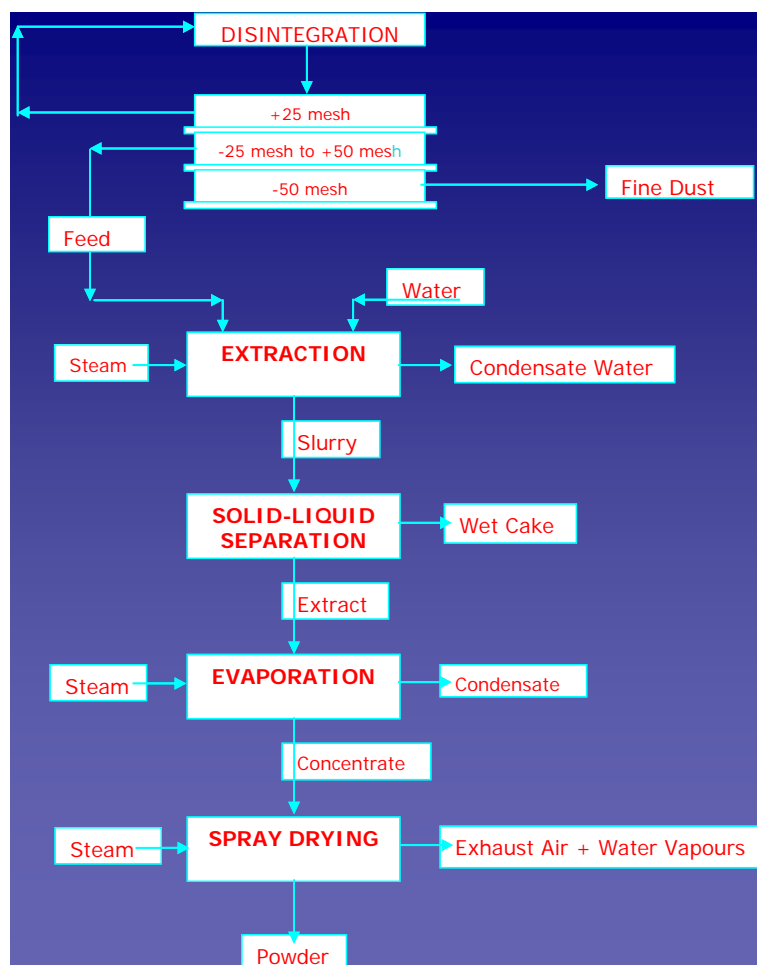 DISINTEGRATION
+25 mesh
-25 mesh to +50 mesh
-50 mesh
Fine Dust
Feed
Water
Steam
EXTRACTION
Condensate Water
Slurry
SOLID-LIQUID
SEPARATION
Wet Cake
Extract
Steam
EVAPORATION
Condensate
Concentrate
Steam
SPRAY DRYING
Exhaust Air + Water Vapours
Powder